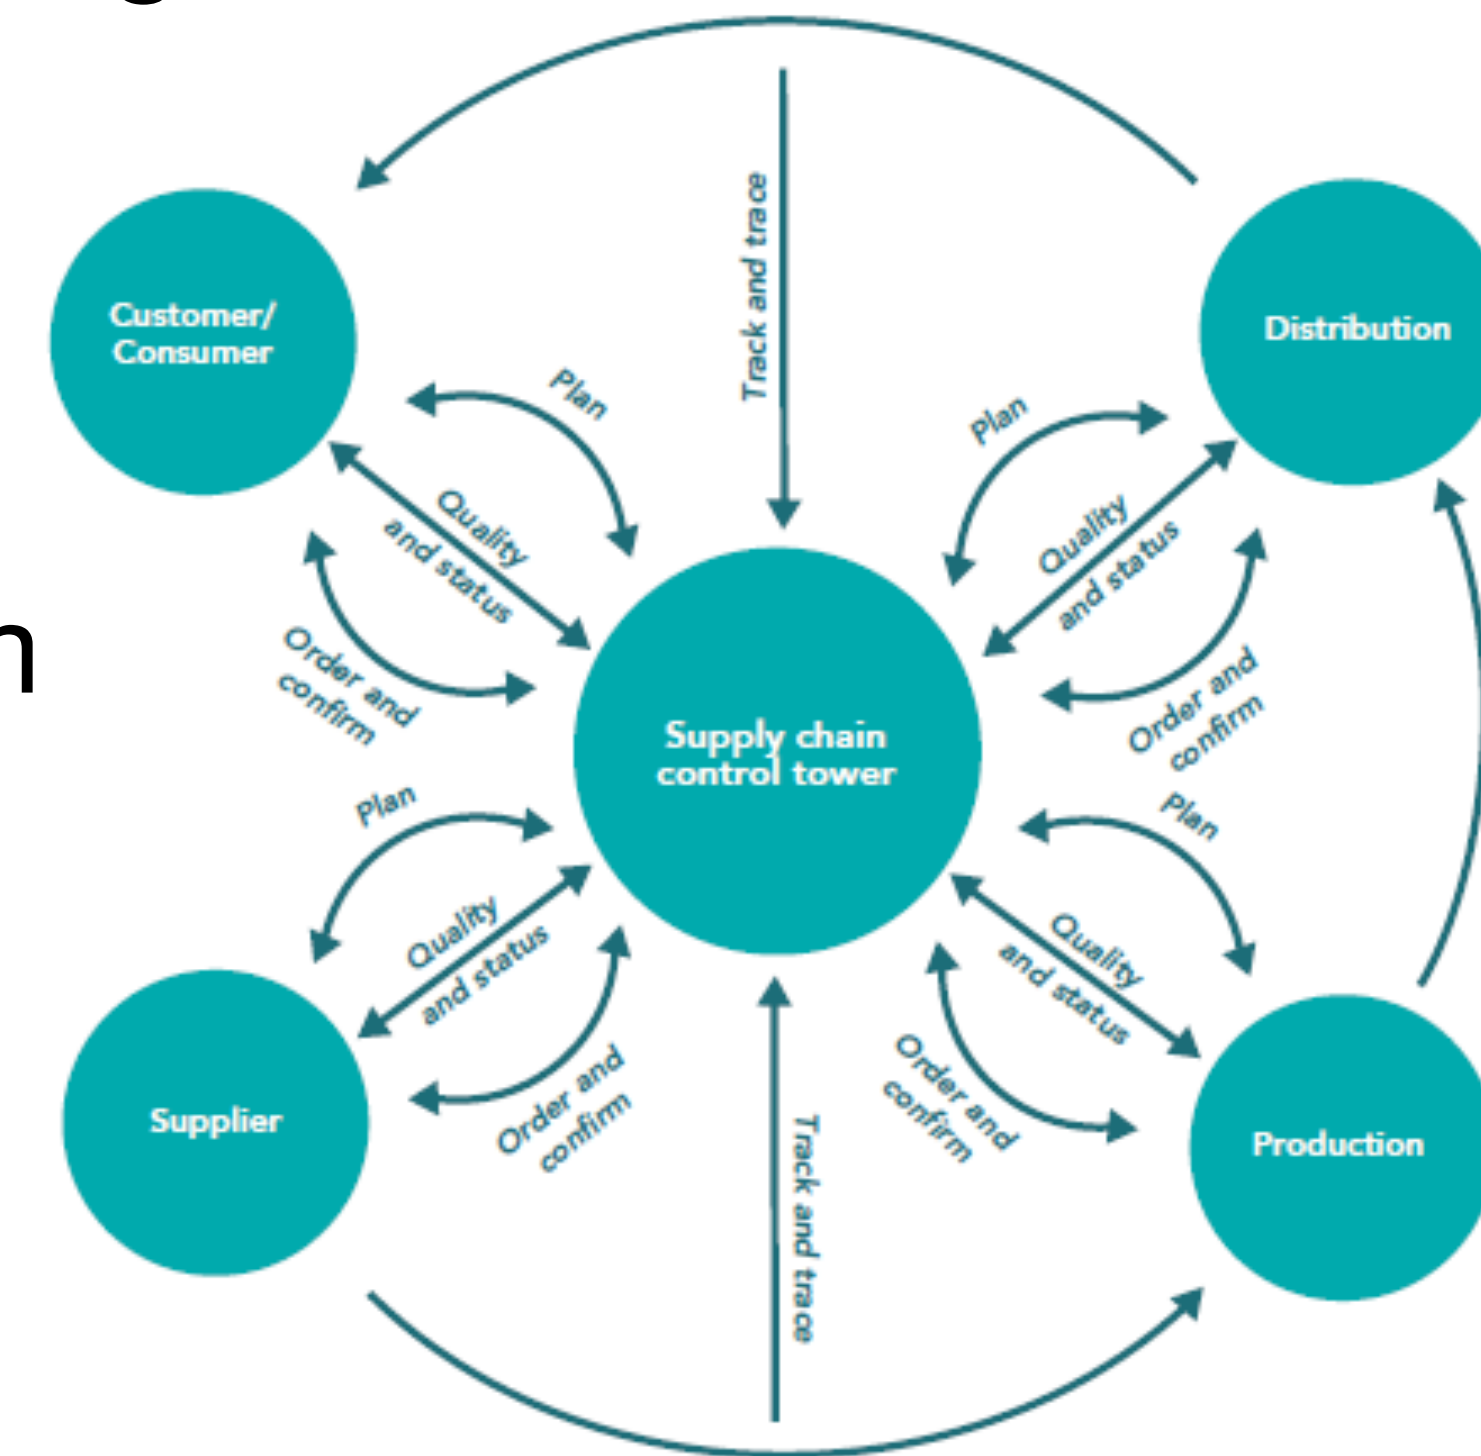 Track and trace
Customer/
Consumer
Distribution
Plan
Plan
Quality
and status
Quality
and status
n
Order and
confirm
Order and
confirm
Supply chain
control tower
Plan
Plan
Quality
and status
Quality
and status
Order and
confirm
Order and
confirm
Supplier
Track and trace
Production